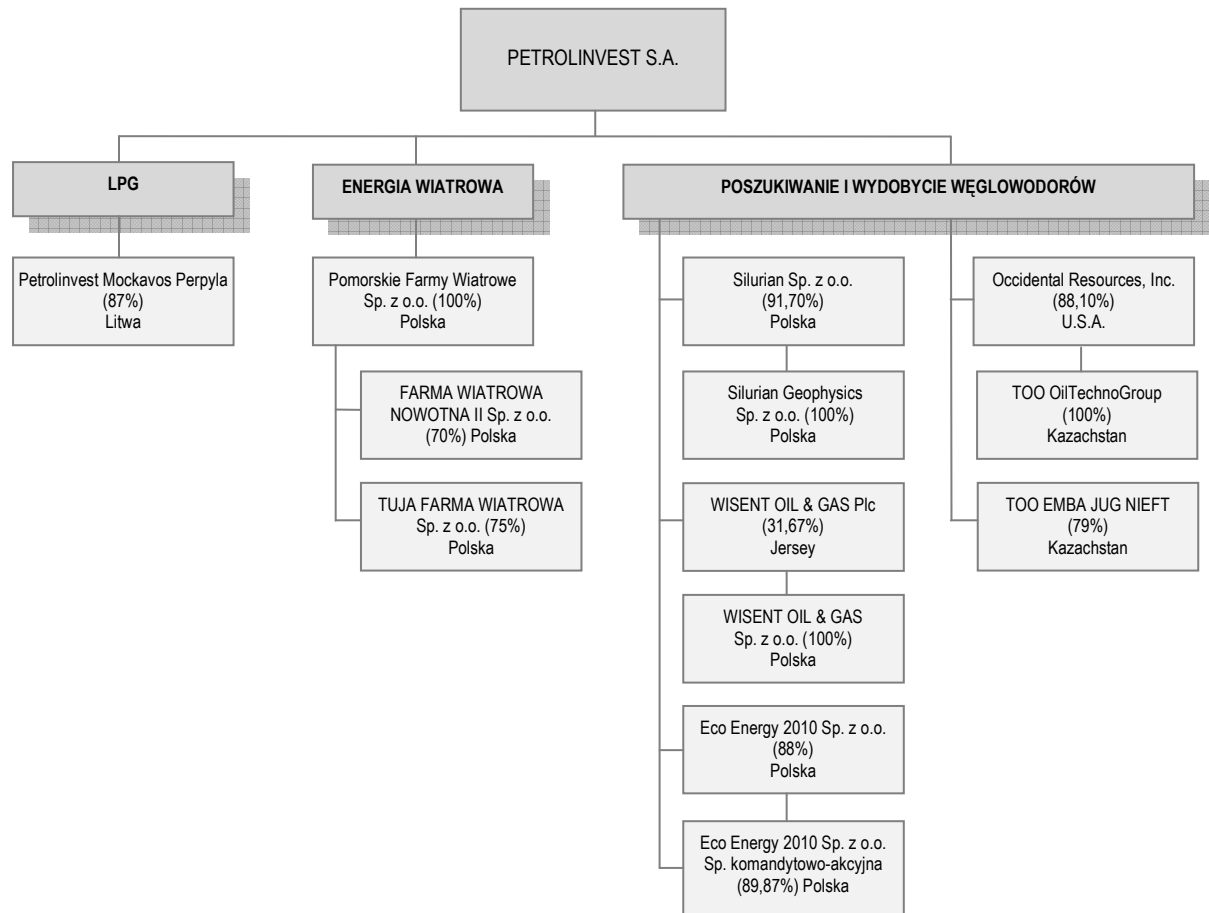 PETROLINVEST S.A.
LPG
ENERGIA WIATROWA
POSZUKIWANIE I WYDOBYCIE WĘGLOWODORÓW
Petrolinvest Mockavos Perpyla
(87%)
Litwa
Pomorskie Farmy Wiatrowe
Sp. z o.o. (100%)
Polska
FARMA WIATROWA
NOWOTNA II Sp. z o.o.
(70%) Polska
TUJA FARMA WIATROWA
Sp. z o.o. (75%)
Polska
Silurian Sp. z o.o.
(91,70%)
Polska
Silurian Geophysics
Sp. z o.o. (100%)
Polska
WISENT OIL & GAS Plc
(31,67%)
Jersey
WISENT OIL & GAS
Sp. z o.o. (100%)
Polska
Eco Energy 2010 Sp. z o.o.
(88%)
Polska
Eco Energy 2010 Sp. z o.o.
Sp. komandytowo-akcyjna
(89,87%) Polska
Occidental Resources, Inc.
(88,10%)
U.S.A.
TOO OilTechnoGroup
(100%)
Kazachstan
TOO EMBA JUG NIEFT
(79%)
Kazachstan